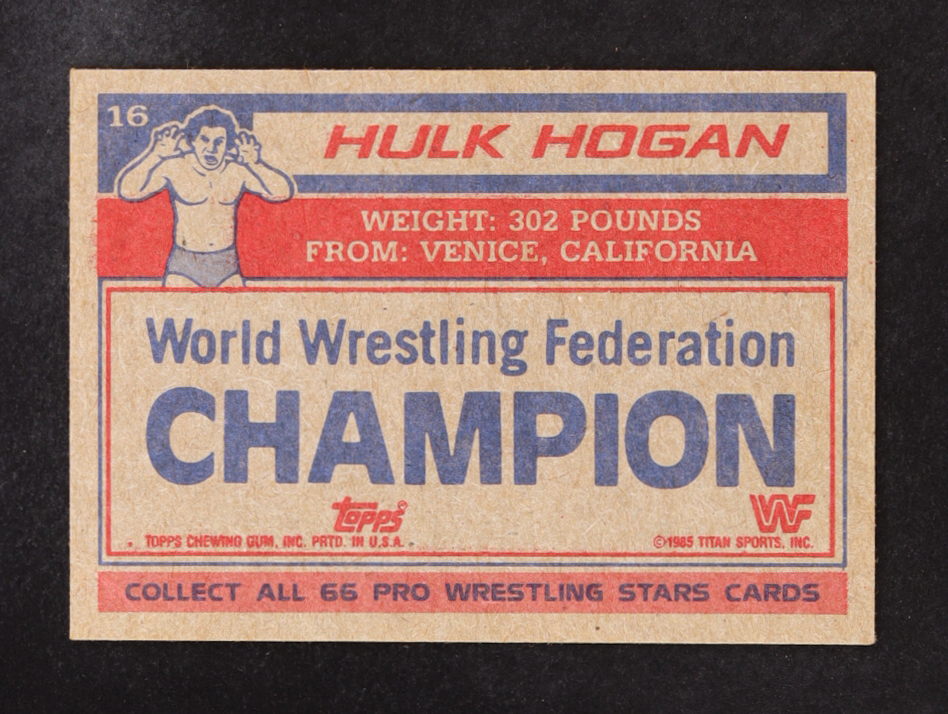 16
HULK HOGAN
WEIGHT: 302 POUNDS
FROM: VENICE, CALIFORNIA
World Wrestling Federation
CHAMPION
topps®
WF
TOPPS CHEWING GUM, INC. PRTD. IN U.S.A.
©1985 TITAN SPORTS, INC.
COLLECT ALL 66 PRO WRESTLING STARS CARDS